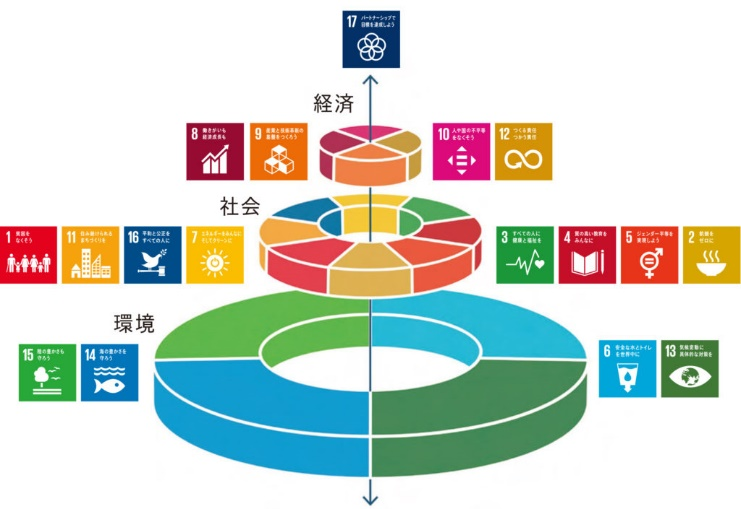 17 パートナーシップで
目標を達成しよう
経済
8 働きがいも
経済成長も
9 産業と技術革新の
基盤をつくろう
10 人や国の不平等
をなくそう
12 つくる責任
つかう責任
社会
1 貧困を
なくそう
11 住み続けられる
まちづくりを
16 平和と公正を
すべての人に
7 エネルギーをみんなに
そしてクリーンに
3 すべての人に
健康と福祉を
4 質の高い教育を
みんなに
5 ジェンダー平等を
実現しよう
2 飢餓を
ゼロに
環境
15 陸の豊かさも
守ろう
14 海の豊かさを
守ろう
6 安全な水とトイレ
を世界中に
13 気候変動に
具体的な対策を